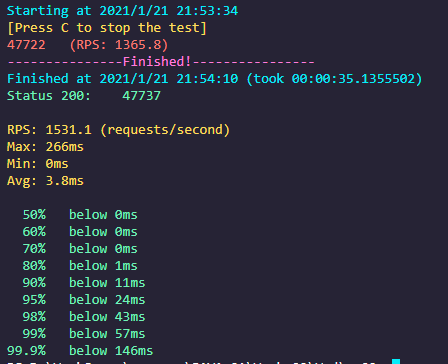 Starting at 2021/1/21 21:53:34
[Press C to stop the test]
47722   (RPS: 1365.8)
---------------Finished!----------------
Finished at 2021/1/21 21:54:10 (took 00:00:35.1355502)
Status 200:    47737
RPS: 1531.1 (requests/second)
Max: 266ms
Min: 0ms
Avg: 3.8ms
50%   below 0ms
60%   below 0ms
70%   below 0ms
80%   below 1ms
90%   below 11ms
95%   below 24ms
98%   below 43ms
99%   below 57ms
99.9%   below 146ms